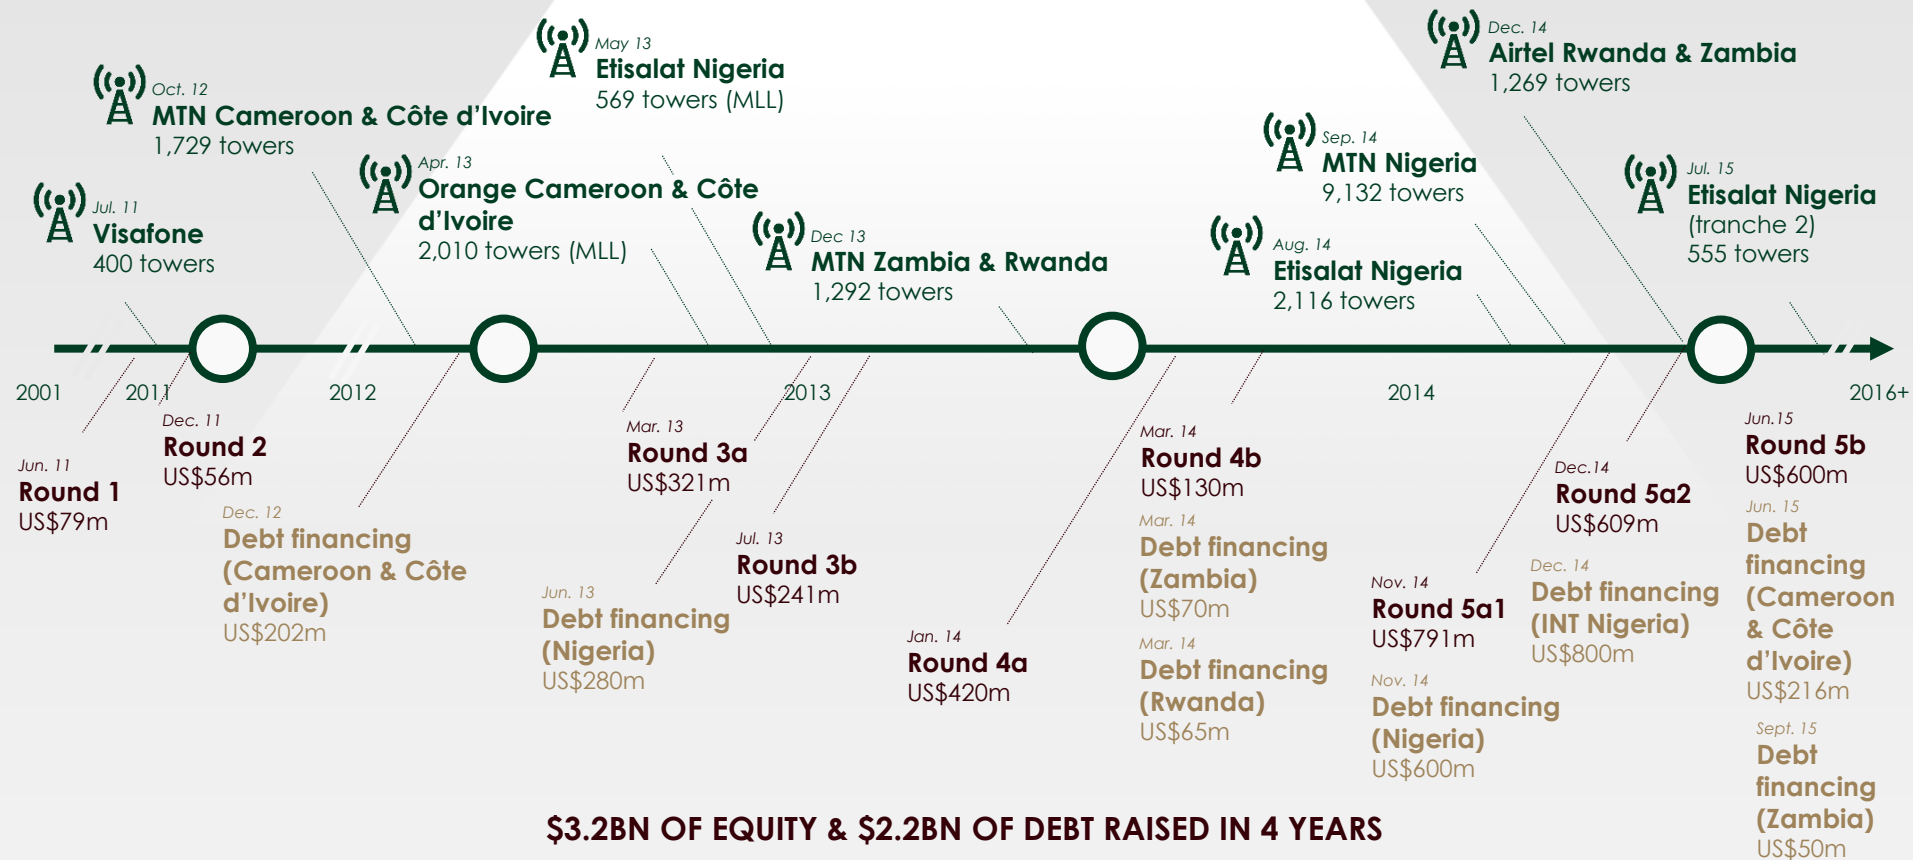 May 13
Etisalat Nigeria
569 towers (MLL)
Dec. 14
Airtel Rwanda & Zambia
1,269 towers
Oct. 12
MTN Cameroon & Côte d’Ivoire
1,729 towers
Apr. 13
Orange Cameroon & Côte
d’Ivoire
2,010 towers (MLL)
Sep. 14
MTN Nigeria
9,132 towers
Jul. 15
Etisalat Nigeria
(tranche 2)
555 towers
Jul. 11
Visafone
400 towers
Dec 13
MTN Zambia & Rwanda
1,292 towers
Aug. 14
Etisalat Nigeria
2,116 towers
2001
2011
2012
2013
2014
2016+
Jun. 11
Round 1
US$79m
Dec. 11
Round 2
US$56m
Dec. 12
Debt financing
(Cameroon & Côte
d’Ivoire)
US$202m
Mar. 13
Round 3a
US$321m
Jun. 13
Debt financing
(Nigeria)
US$280m
Jul. 13
Round 3b
US$241m
Jan. 14
Round 4a
US$420m
Mar. 14
Round 4b
US$130m
Mar. 14
Debt financing
(Zambia)
US$70m
Mar. 14
Debt financing
(Rwanda)
US$65m
Nov. 14
Round 5a1
US$791m
Nov. 14
Debt financing
(Nigeria)
US$600m
Dec.14
Round 5a2
US$609m
Dec. 14
Debt financing
(INT Nigeria)
US$800m
Jun.15
Round 5b
US$600m
Jun. 15
Debt
financing
(Cameroon
& Côte
d’Ivoire)
US$216m
Sept. 15
Debt
financing
(Zambia)
US$50m
$3.2BN OF EQUITY & $2.2BN OF DEBT RAISED IN 4 YEARS